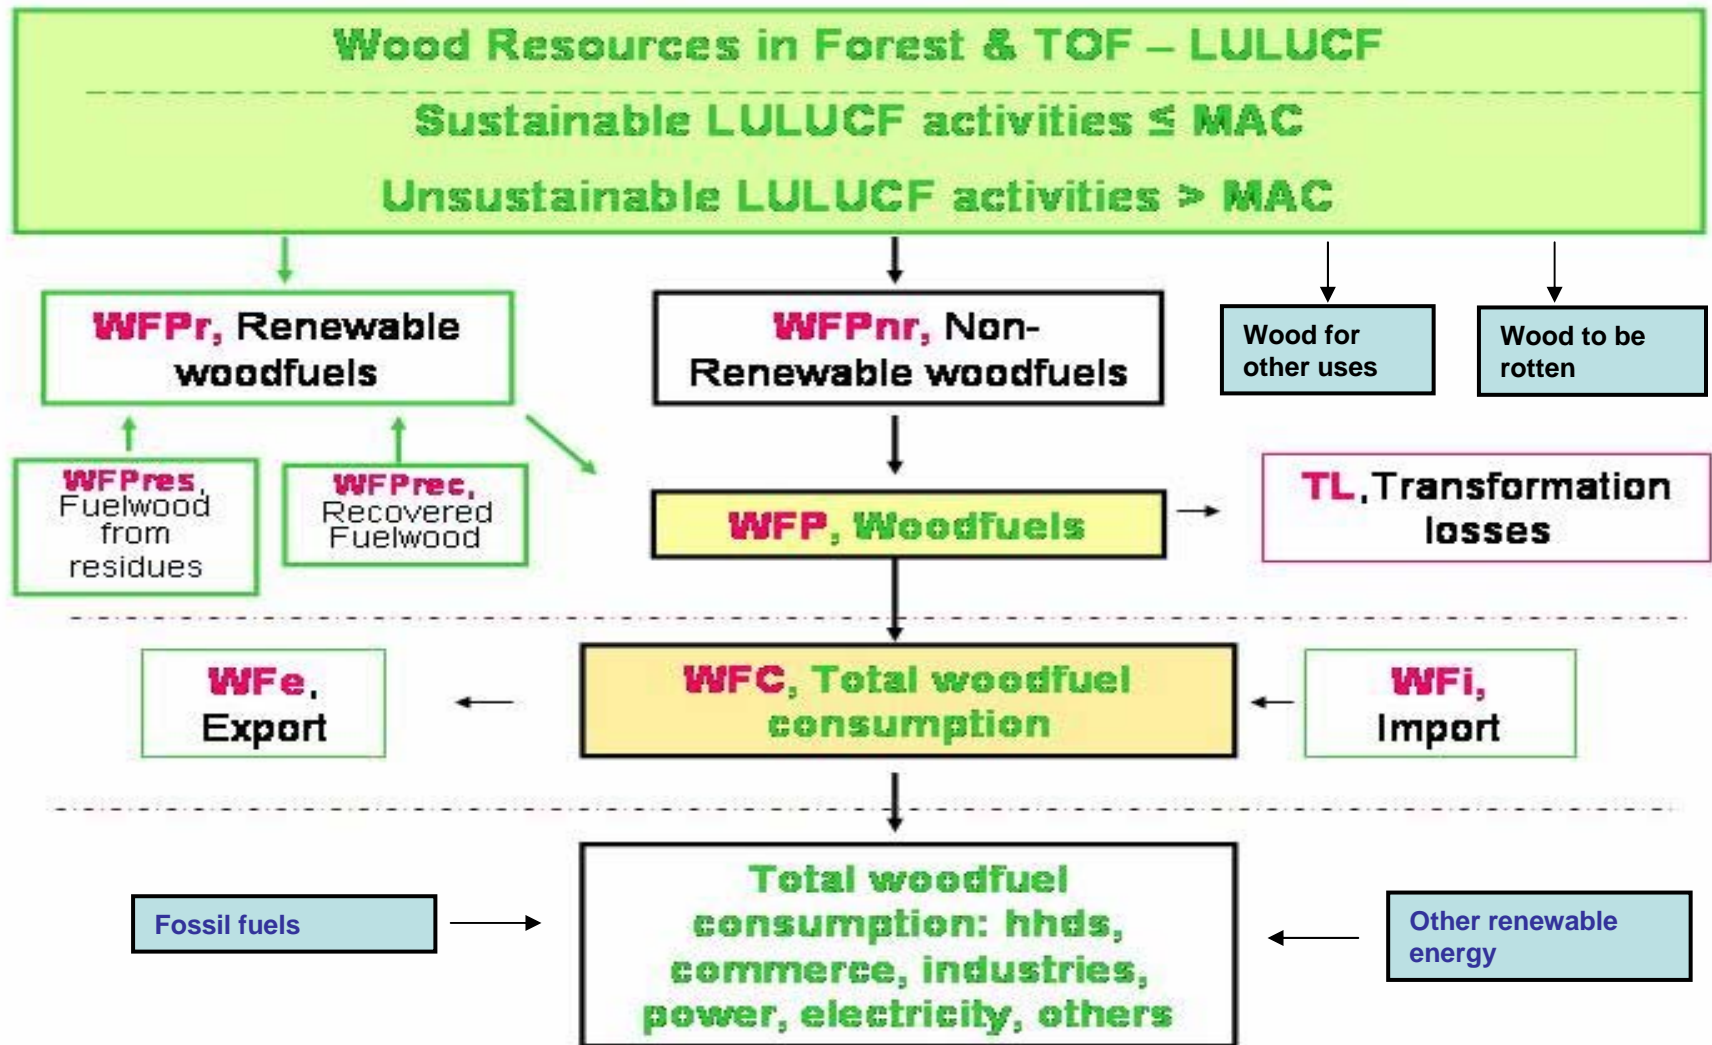 Wood Resources in Forest & TOF – LULUCF
Sustainable LULUCF activities ≤ MAC
Unsustainable LULUCF activities > MAC
WFPr, Renewable
woodfuels
WFPnr, Non-
Renewable woodfuels
Wood for
other uses
Wood to be
rotten
WFPres,
Fuelwood
from
residues
WFPrec,
Recovered
Fuelwood
WFP, Woodfuels
TL, Transformation
losses
WFe,
Export
WFC, Total woodfuel
consumption
WFi,
Import
Fossil fuels
Total woodfuel
consumption: hhds,
commerce, industries,
power, electricity, others
Other renewable
energy